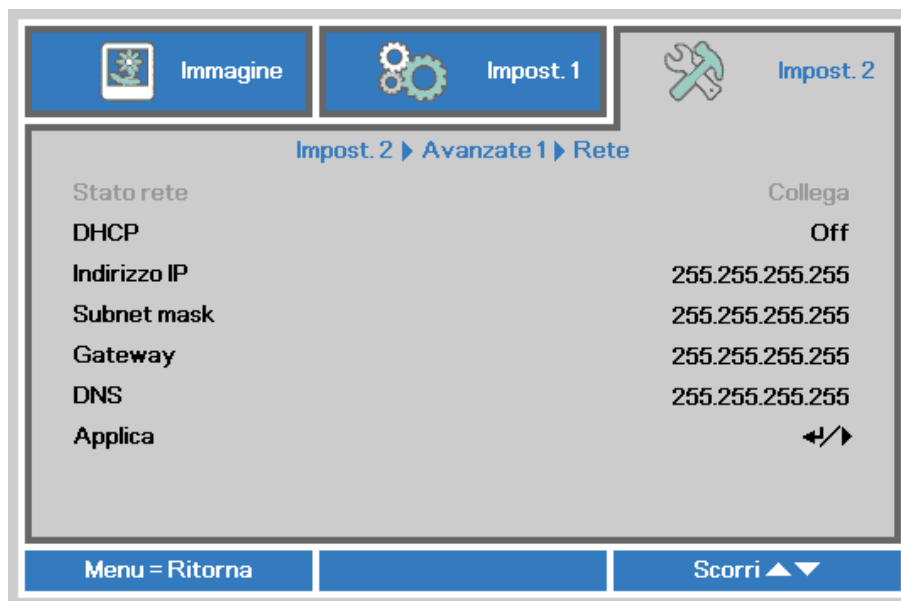 Immagine
Impost. 1
Impost. 2
Impost. 2 Avanzate 1 Rete
Stato rete Collega
DHCP Off
Indirizzo IP 255.255.255.255
Subnet mask 255.255.255.255
Gateway 255.255.255.255
DNS 255.255.255.255
Applica
Menu = Ritorna
Scorri